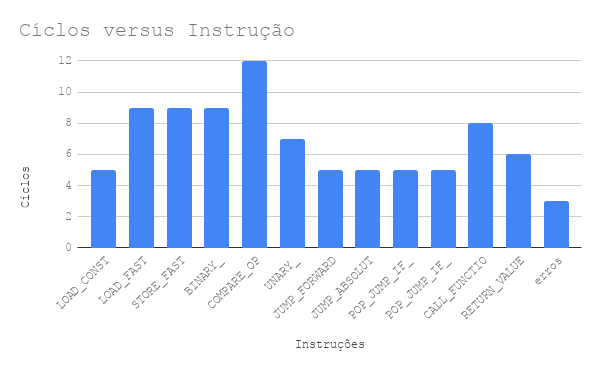 Cíclos versus Instrução
Cíclos
12
10
8
6
4
2
0
LOAD_CONST
LOAD_FAST
STORE_FAST
BINARY_
COMPARE_OP
UNARY_
JUMP_FORWARD
JUMP_ABSOLUT
POP_JUMP_IF_
POP_JUMP_IF_
CALL_FUNCTIO
RETURN_VALUE
erros
Instruções